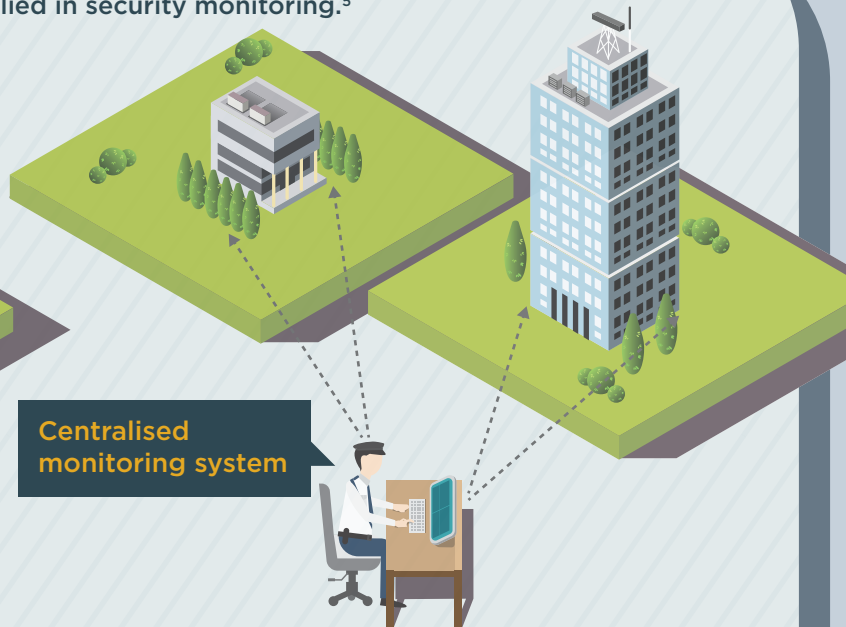 lied in security monitoring.⁵
Centralised
monitoring system